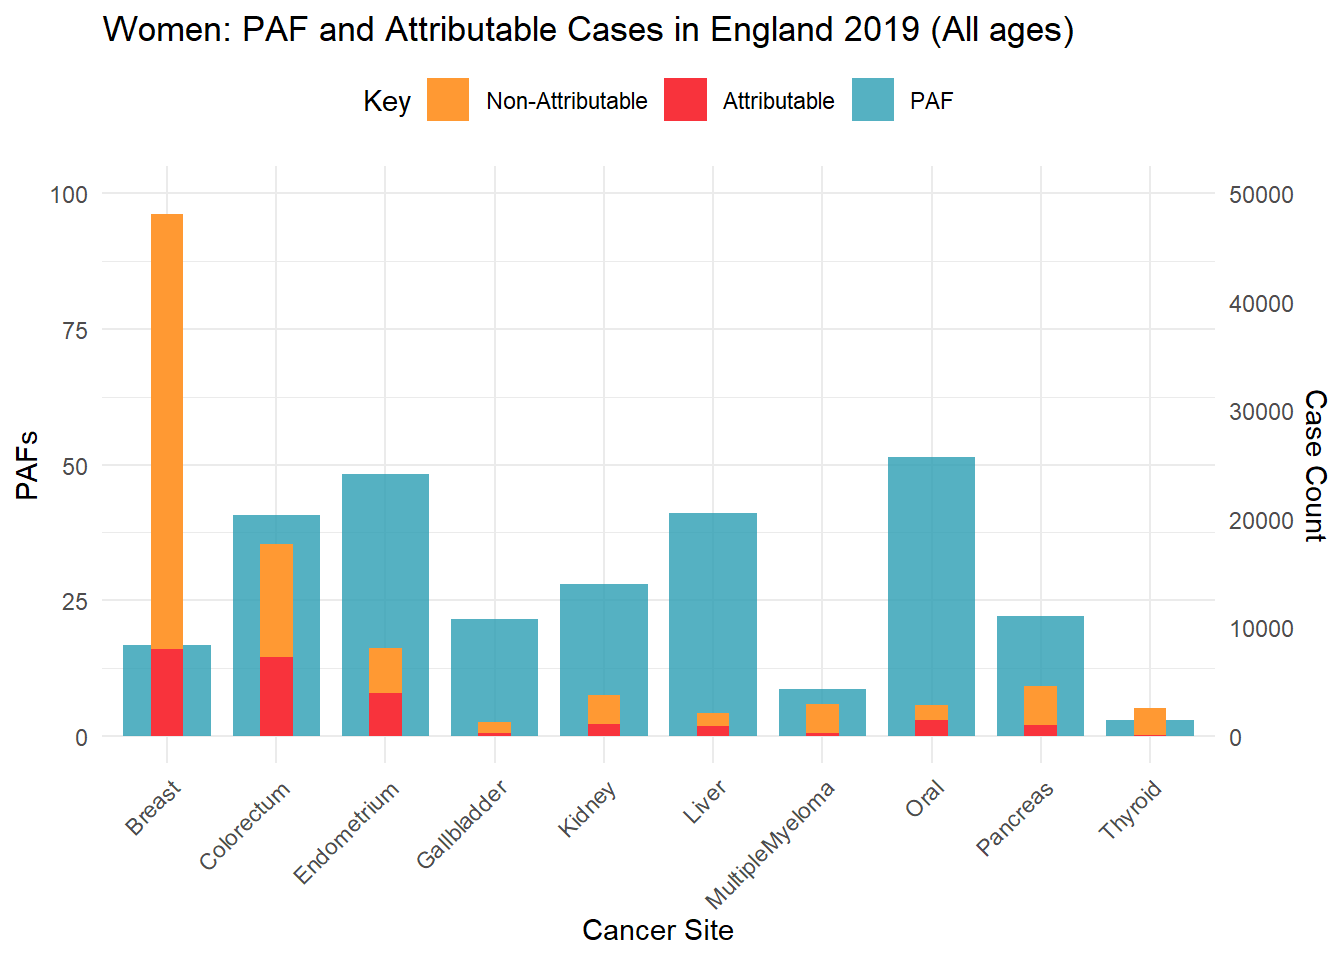 Women: PAF and Attributable Cases in England 2019 (All ages)
Key Non-Attributable Attributable PAF
100 50000
40000
75
30000
50
20000
25
10000
0 0
PAFs
Case Count
Breast
Colorectum
Endometrium
Gallbladder
Kidney
Liver
MultipleMyeloma
Oral
Pancreas
Thyroid
Cancer Site